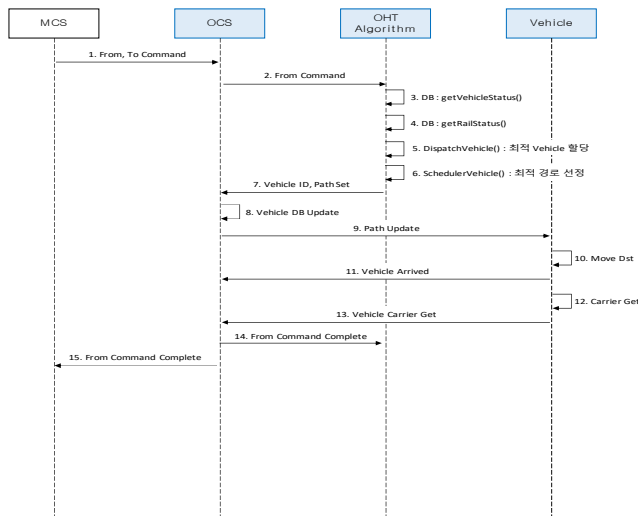 MCS
OCS
OHT
Algorithm
Vehicle
1. From, To Command
2. From Command
3. DB : getVehicleStatus()
4. DB : getRailStatus()
5. DispatchVehicle() : 최적 Vehicle 할당
6. SchedulerVehicle() : 최적 경로 선정
7. Vehicle ID, Path Set
8. Vehicle DB Update
9. Path Update
10. Move Dst
11. Vehicle Arrived
12. Carrier Get
13. Vehicle Carrier Get
14. From Command Complete
15. From Command Complete